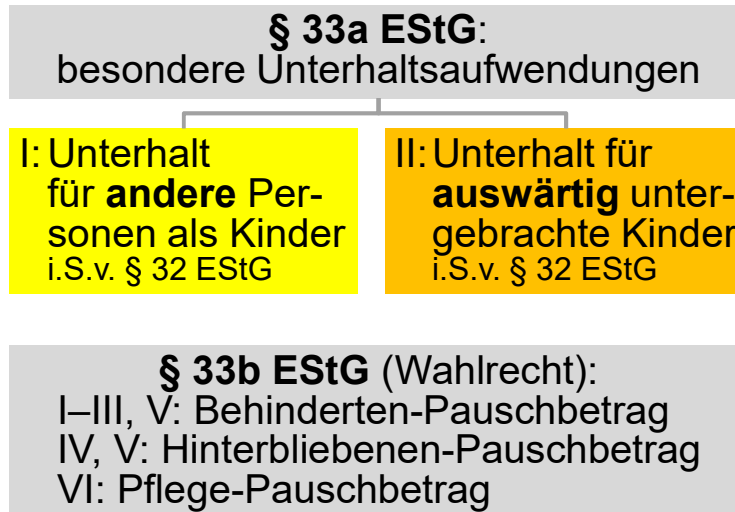 § 33a EStG:
besondere Unterhaltsaufwendungen
I: Unterhalt
für andere Per-
sonen als Kinder
i.S.v. § 32 EStG
II: Unterhalt für
auswärtig unter-
gebrachte Kinder
i.S.v. § 32 EStG
§ 33b EStG (Wahlrecht):
I–III, V: Behinderten-Pauschbetrag
IV, V: Hinterbliebenen-Pauschbetrag
VI: Pflege-Pauschbetrag